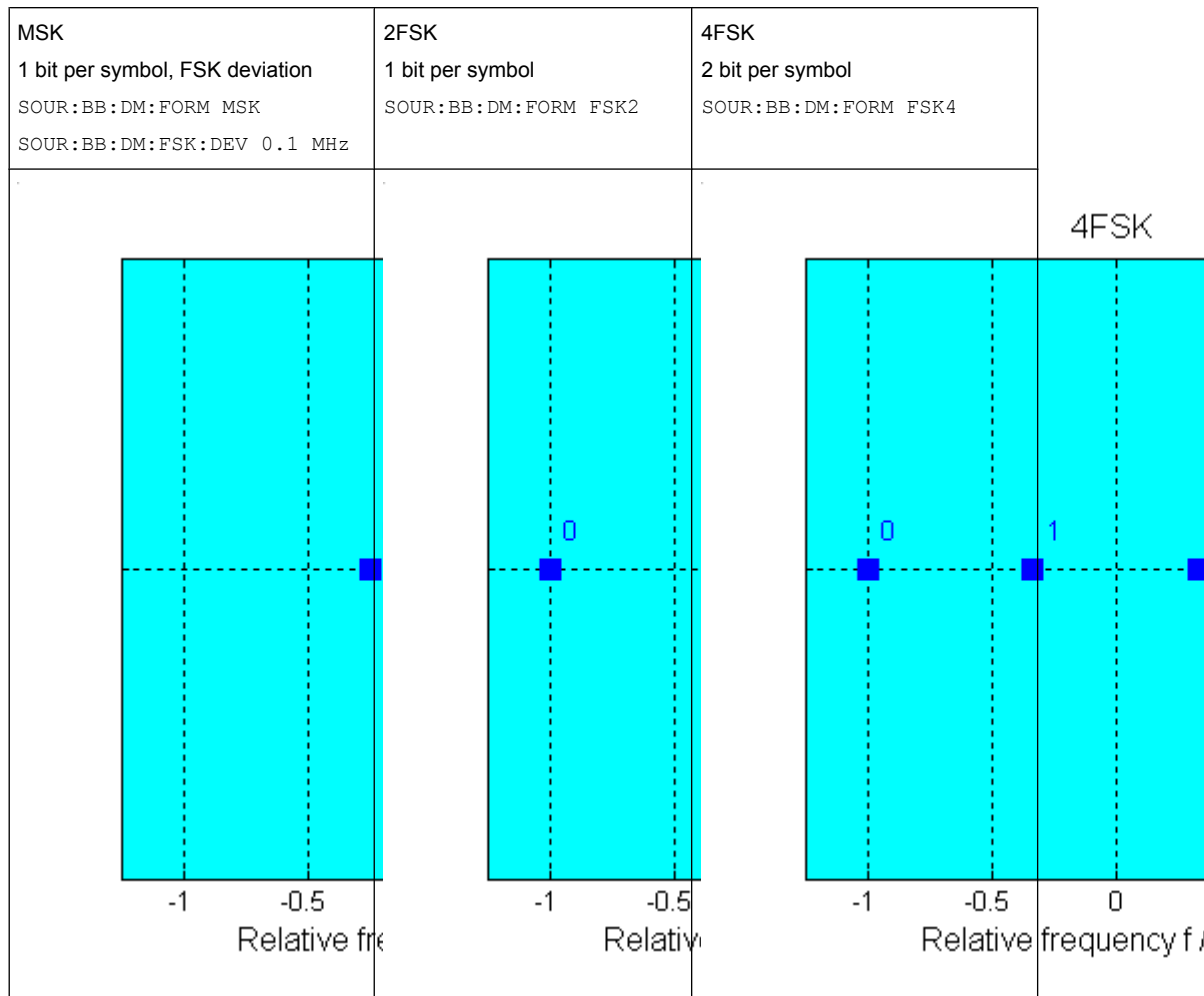 MSK
1 bit per symbol, FSK deviation
SOUR:BB:DM:FORM MSK
SOUR:BB:DM:FSK:DEV 0.1 MHz
2FSK
1 bit per symbol
SOUR:BB:DM:FORM FSK2
4FSK
2 bit per symbol
SOUR:BB:DM:FORM FSK4
-1 -0.5
Relative
0
-1 -0.5
4FSK
0 1
-1 -0.5 0
Relative frequency f